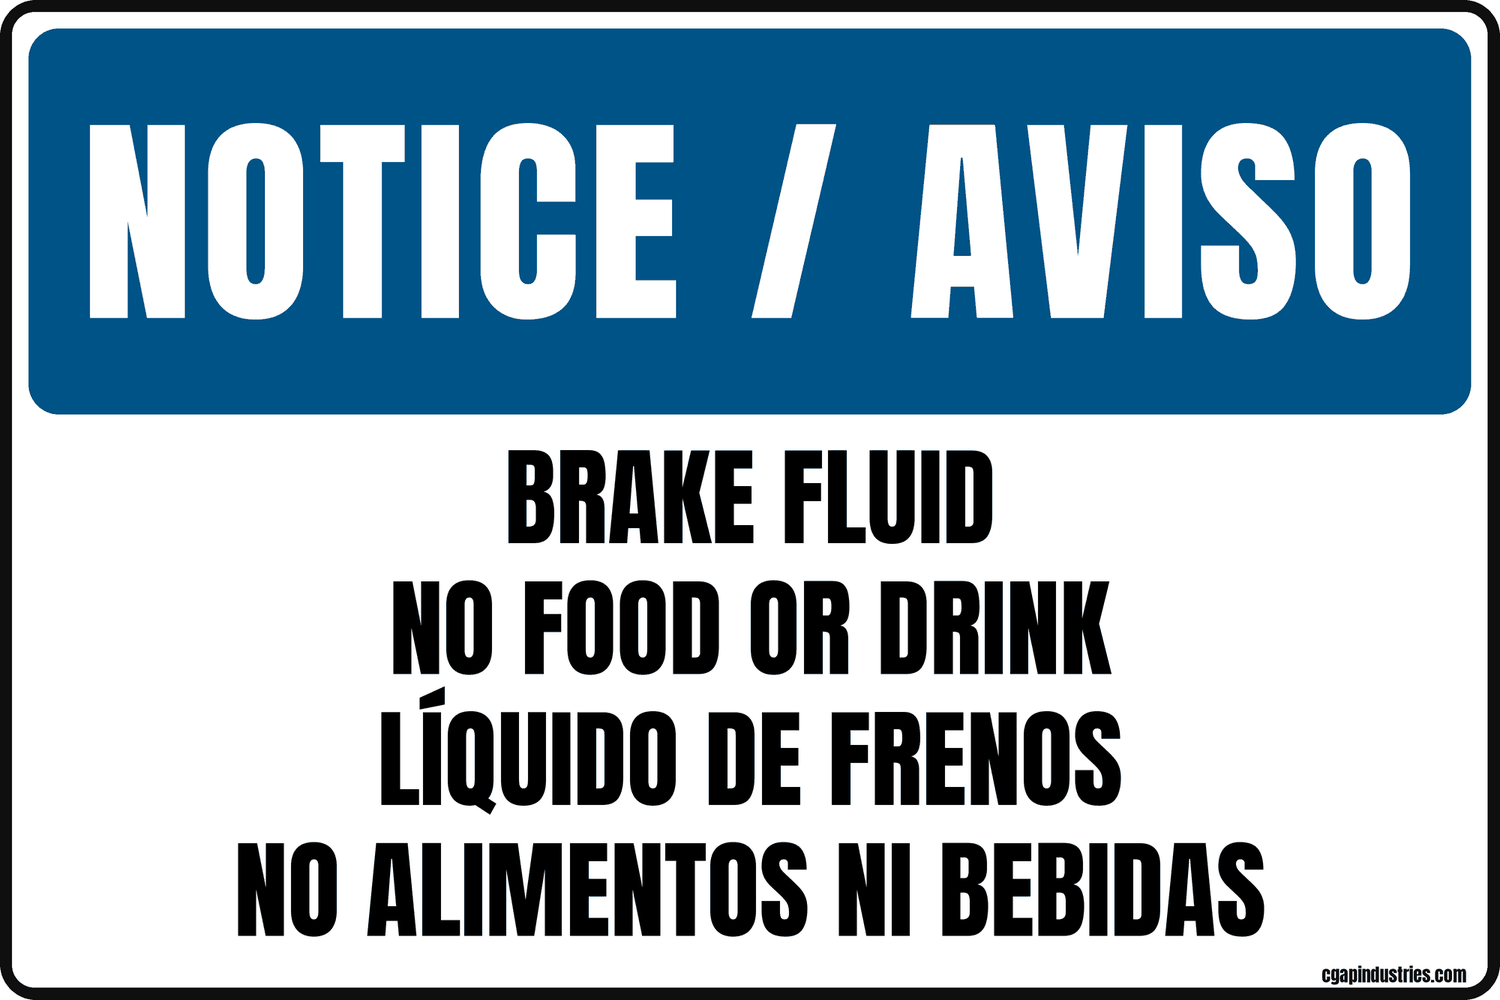 NOTICE / AVISO
BRAKE FLUID
NO FOOD OR DRINK
LÍQUIDO DE FRENOS
NO ALIMENTOS NI BEBIDAS
cgapindustries.com